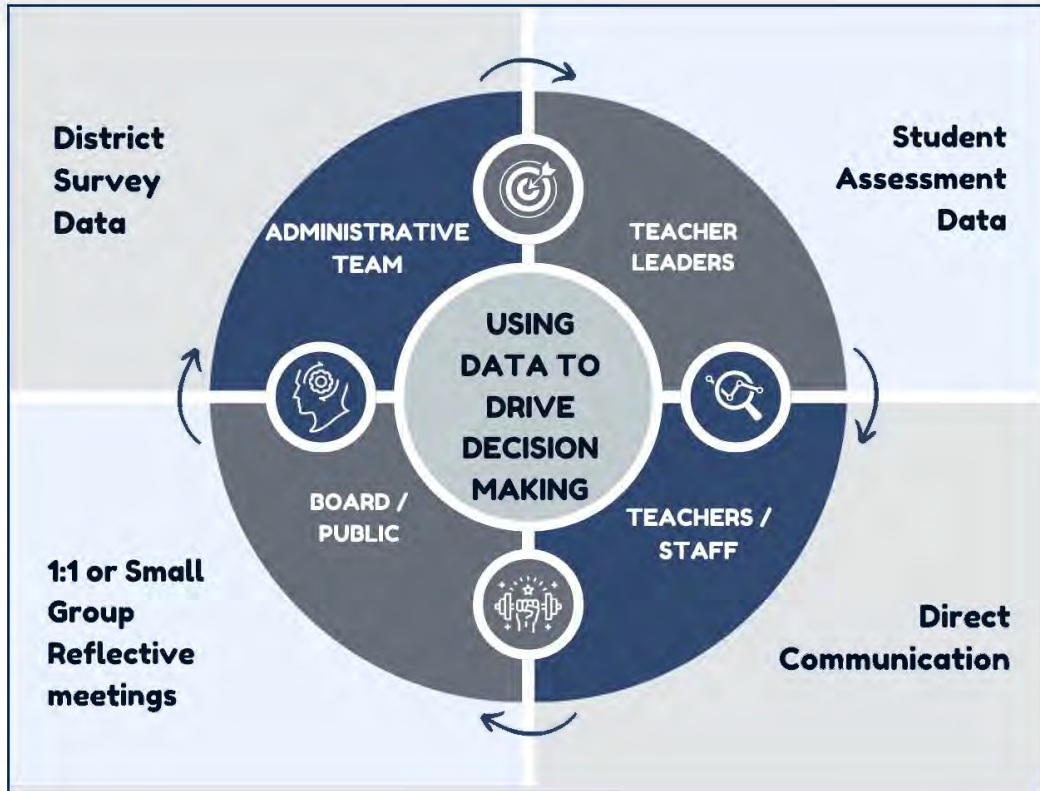 District
Survey
Data
Student
Assessment
Data
ADMINISTRATIVE
TEAM
TEACHER
LEADERS
USING
DATA TO
DRIVE
DECISION
MAKING
BOARD /
PUBLIC
TEACHERS /
STAFF
1:1 or Small
Group
Reflective
meetings
Direct
Communication